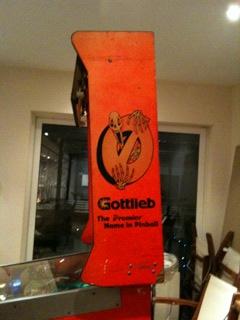 Gottlieb
The Premier
Name in Pinball